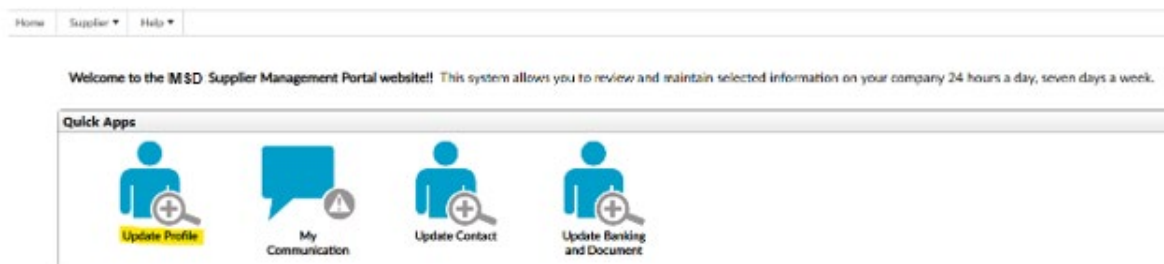 Home Supplier ▼ Help ▼
Welcome to the MSD Supplier Management Portal website!! This system allows you to review and maintain selected information on your company 24 hours a day, seven days a week.
Quick Apps
Update Profile My Communication Update Contact Update Banking and Document